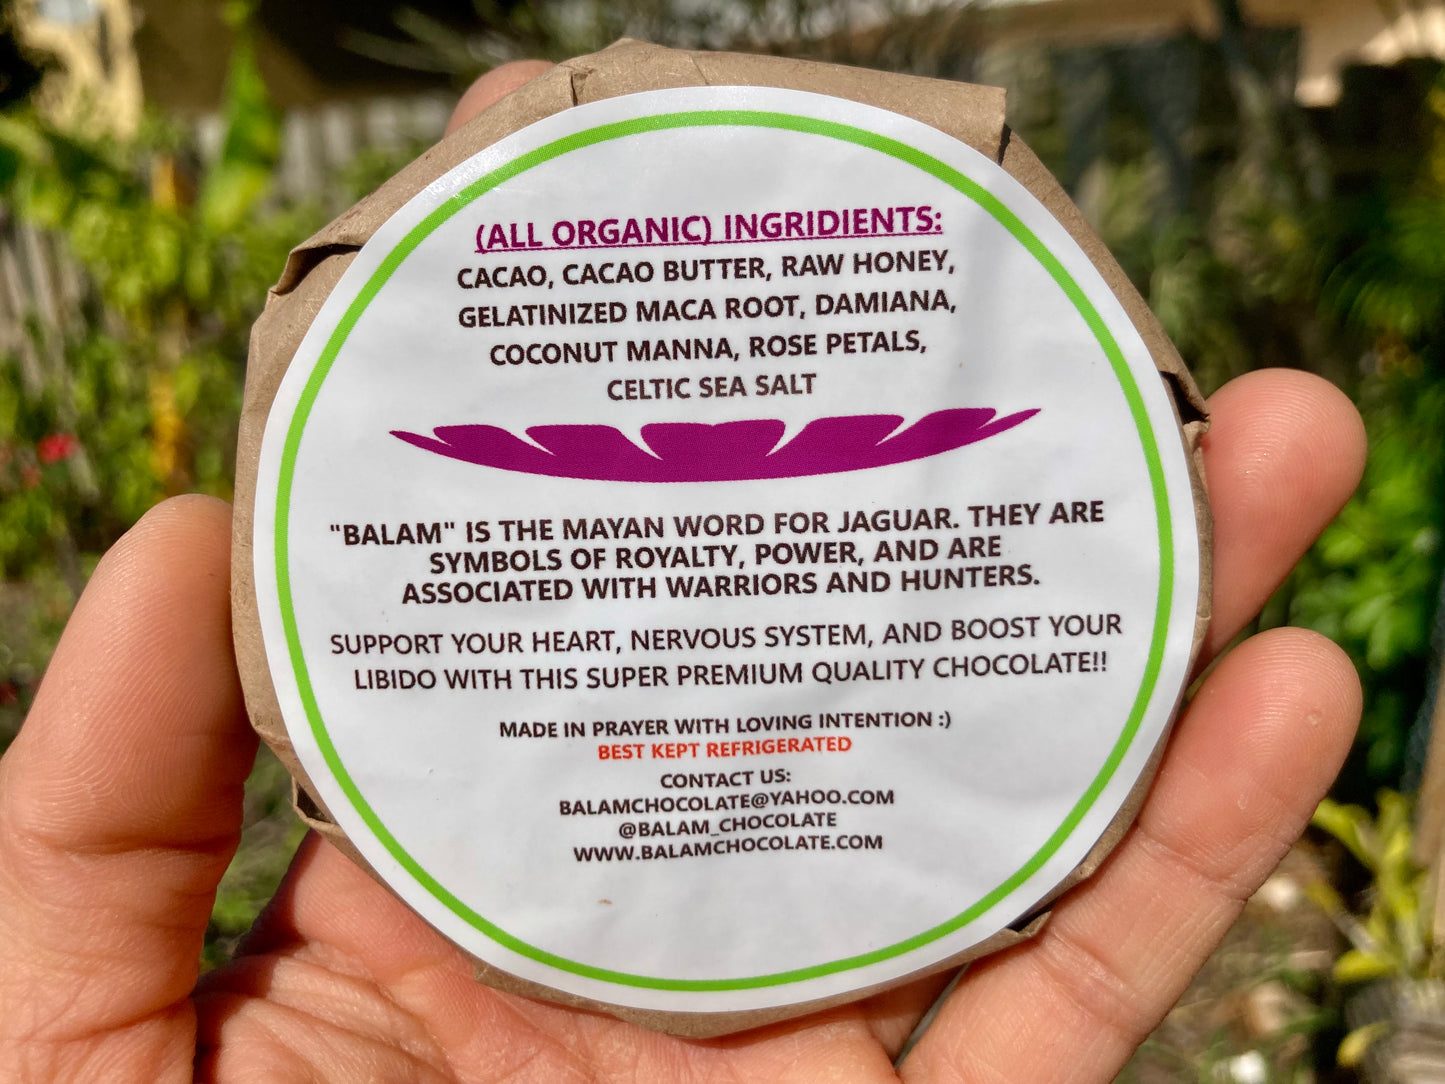 (ALL ORGANIC) INGRIDIENTS:
CACAO, CACAO BUTTER, RAW HONEY,
GELATINIZED MACA ROOT, DAMIANA,
COCONUT MANNA, ROSE PETALS,
CELTIC SEA SALT
"BALAM" IS THE MAYAN WORD FOR JAGUAR. THEY ARE
SYMBOLS OF ROYALTY, POWER, AND ARE
ASSOCIATED WITH WARRIORS AND HUNTERS.
SUPPORT YOUR HEART, NERVOUS SYSTEM, AND BOOST YOUR
LIBIDO WITH THIS SUPER PREMIUM QUALITY CHOCOLATE!!
MADE IN PRAYER WITH LOVING INTENTION :)
BEST KEPT REFRIGERATED
CONTACT US:
BALAMCHOCOLATE@YAHOO.COM
@BALAM_CHOCOLATE
WWW.BALAMCHOCOLATE.COM